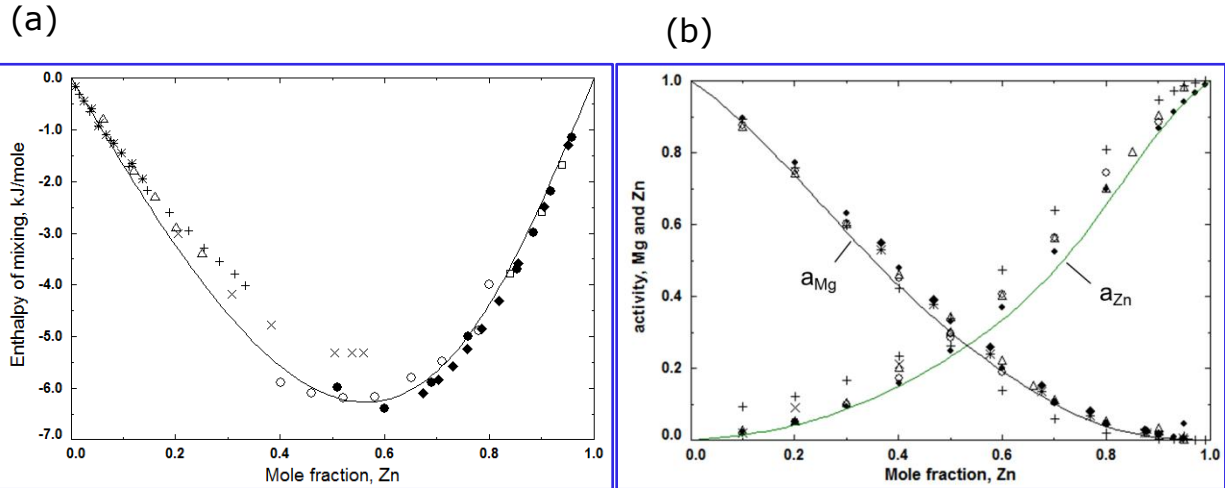 (a)
(b)
Enthalpy of mixing, kJ/mole
0.0
-1.0
-2.0
-3.0
-4.0
-5.0
-6.0
-7.0
0.0 0.2 0.4 0.6 0.8 1.0
Mole fraction, Zn
activity, Mg and Zn
1.0
0.8
0.6
0.4
0.2
0.0
aMg
aZn
0.0 0.2 0.4 0.6 0.8 1.0
Mole fraction, Zn